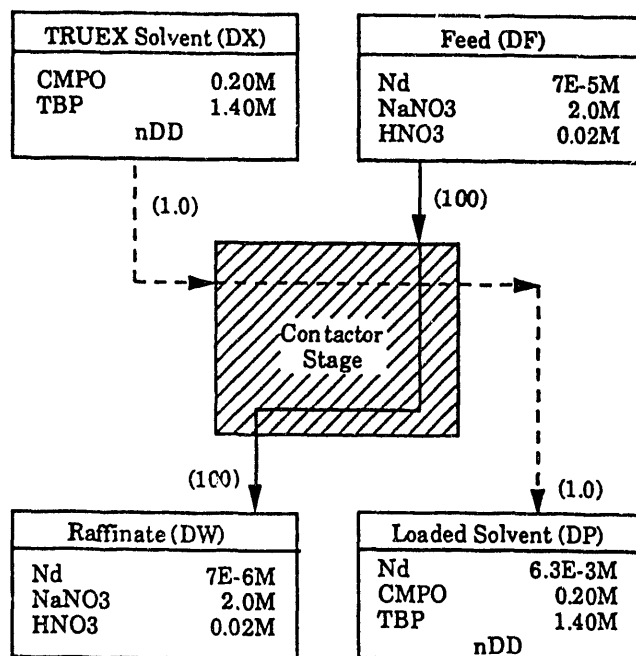 TRUEX Solvent (DX)
CMPO 0.20M
TBP 1.40M
nDD
Feed (DF)
Nd 7E-5M
NaNO3 2.0M
HNO3 0.02M
(1.0)
(100)
Contactor
Stage
(100)
(1.0)
Raffinate (DW)
Nd 7E-6M
NaNO3 2.0M
HNO3 0.02M
Loaded Solvent (DP)
Nd 6.3E-3M
CMPO 0.20M
TBP 1.40M
nDD